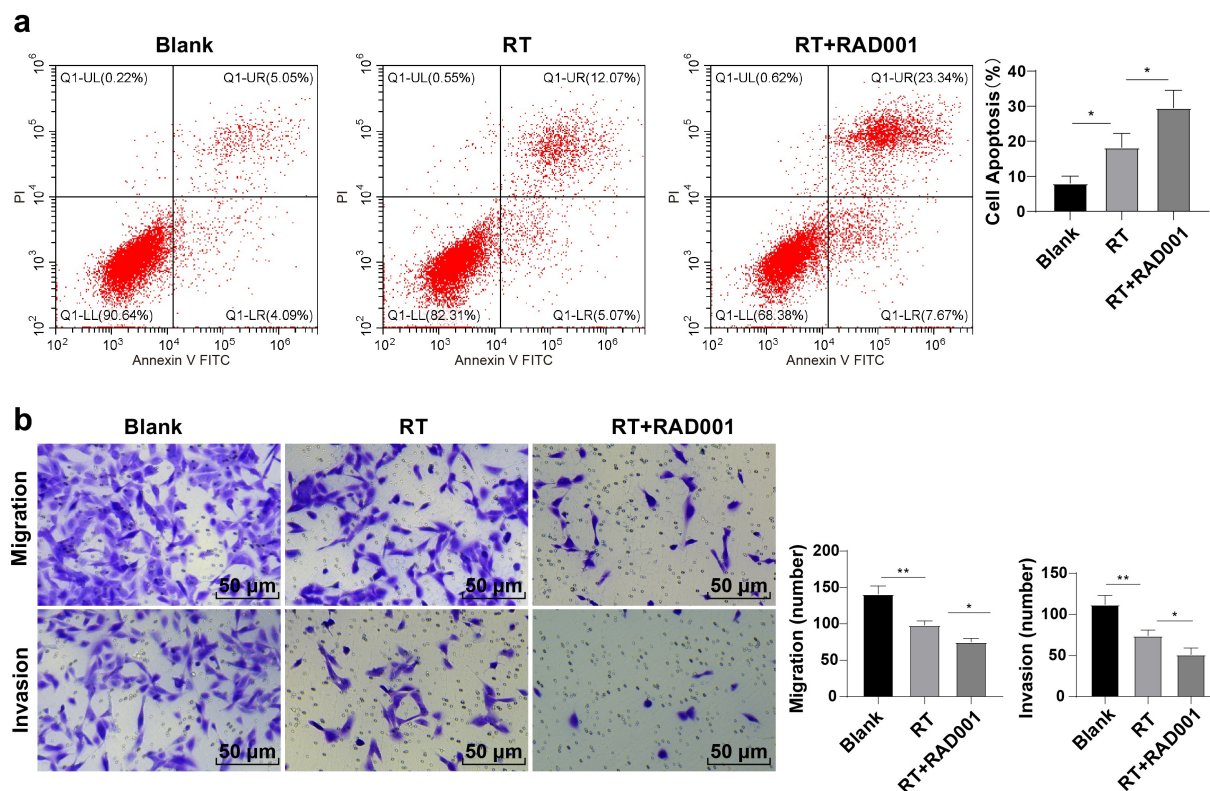 a
Blank
RT
RT+RAD001
Q1-UL(0.22%)
Q1-UR(5.05%)
Q1-LL(90.64%)
Q1-LR(4.09%)
PI
10^6
10^5
10^4
10^3
10^2
10^2
10^3
10^4
10^5
10^6
Annexin V FITC
Q1-UL(0.55%)
Q1-UR(12.07%)
Q1-LL(82.31%)
Q1-LR(5.07%)
PI
10^6
10^5
10^4
10^3
10^2
10^2
10^3
10^4
10^5
10^6
Annexin V FITC
Q1-UL(0.62%)
Q1-UR(23.34%)
Q1-LL(68.38%)
Q1-LR(7.67%)
PI
10^6
10^5
10^4
10^3
10^2
10^2
10^3
10^4
10^5
10^6
Annexin V FITC
Cell Apoptosis(%)
40
30
20
10
0
*
*
Blank
RT
RT+RAD001
b
Blank
RT
RT+RAD001
Migration
50 μm
50 μm
50 μm
Invasion
50 μm
50 μm
50 μm
Migration (number)
200
150
100
50
0
**
*
Blank
RT
RT+RAD001
Invasion (number)
150
100
50
0
**
*
Blank
RT
RT+RAD001